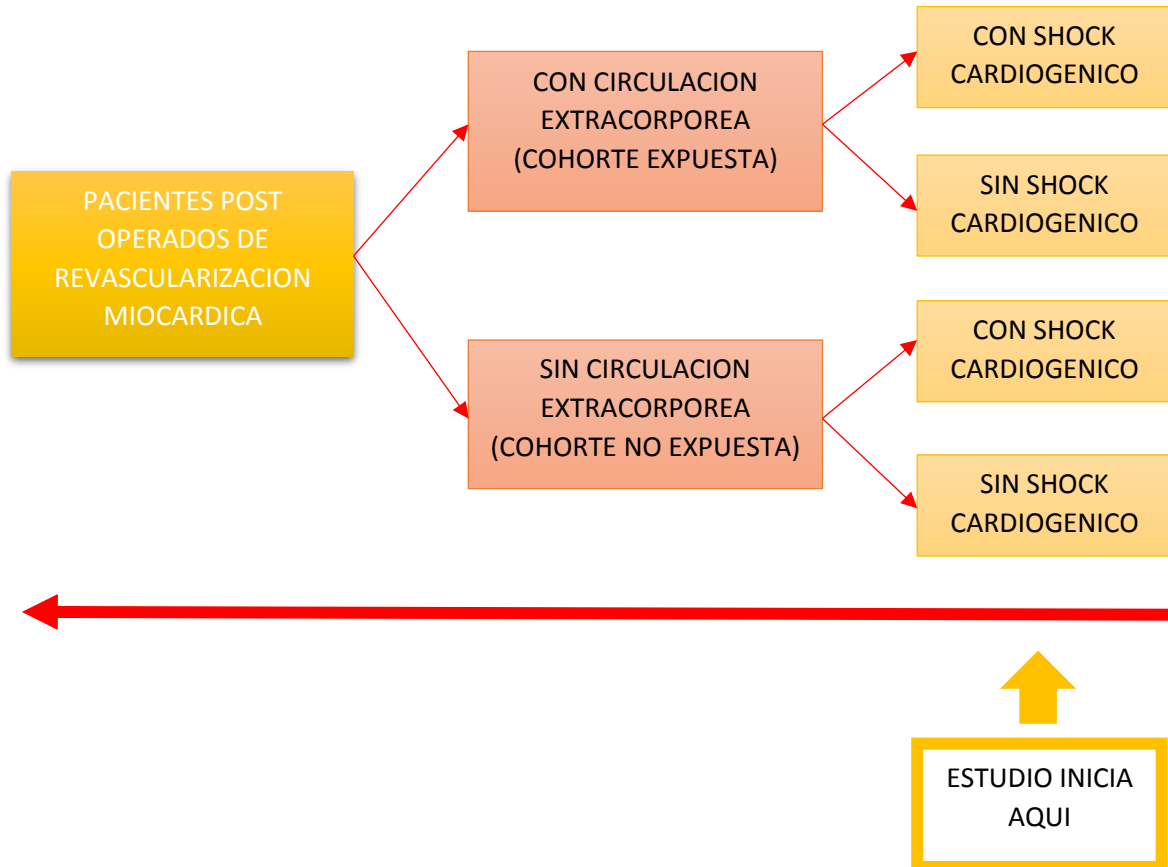 PACIENTES POST
OPERADOS DE
REVASCULARIZACION
MIOCARDICA
CON CIRCULACION
EXTRACORPOREA
(COHORTE EXPUESTA)
SIN CIRCULACION
EXTRACORPOREA
(COHORTE NO EXPUESTA)
CON SHOCK
CARDIOGENICO
SIN SHOCK
CARDIOGENICO
CON SHOCK
CARDIOGENICO
SIN SHOCK
CARDIOGENICO
ESTUDIO INICIA
AQUI